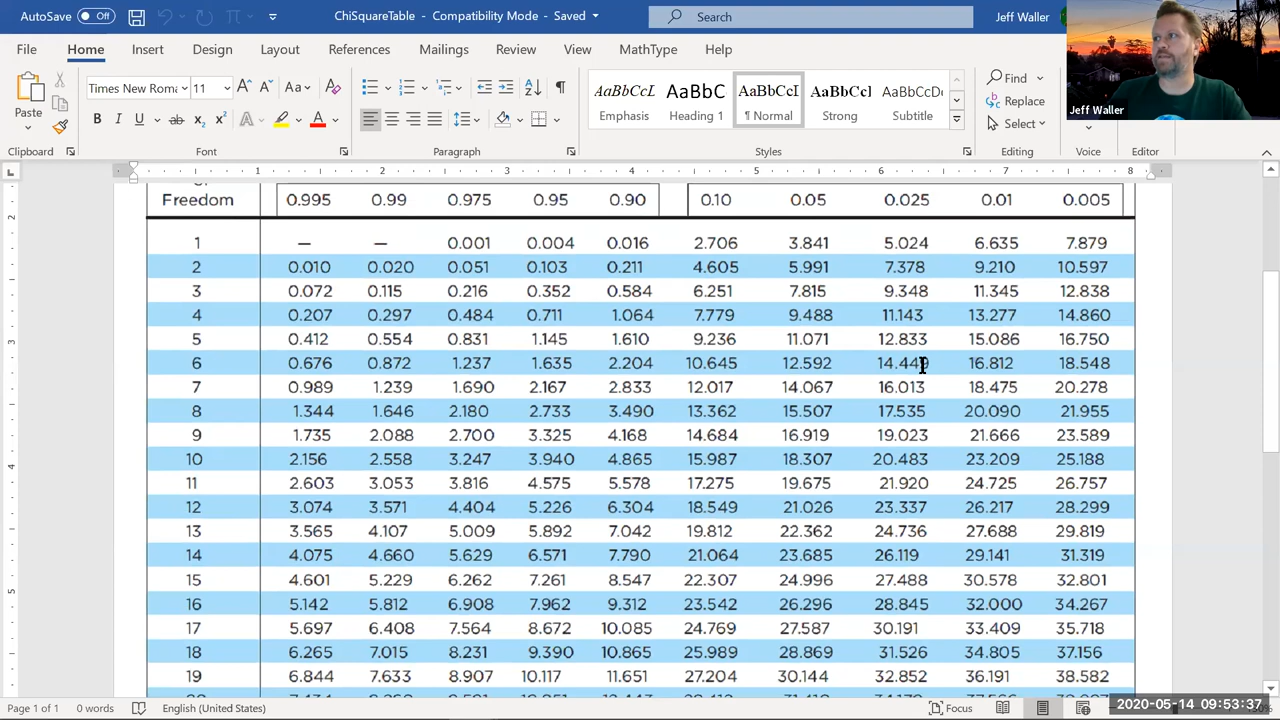 AutoSave Off ChiSquareTable - Compatibility Mode - Saved Search Jeff Waller
File Home Insert Design Layout References Mailings Review View MathType Help
Paste Times New Roma 11 Aa AaBbCcL AaBbC AaBbCcI AaBbCcI AaBbCcDc Find
Emphasis Heading 1 ¶ Normal Strong Subtitle Replace
Select
Clipboard Font Paragraph Styles Editing Voice Editor
Jeff Waller
1 2 3 4 5 6 7 8
Freedom 0.995 0.99 0.975 0.95 0.90 0.10 0.05 0.025 0.01 0.005
1 — — 0.001 0.004 0.016 2.706 3.841 5.024 6.635 7.879
2 0.010 0.020 0.051 0.103 0.211 4.605 5.991 7.378 9.210 10.597
3 0.072 0.115 0.216 0.352 0.584 6.251 7.815 9.348 11.345 12.838
4 0.207 0.297 0.484 0.711 1.064 7.779 9.488 11.143 13.277 14.860
5 0.412 0.554 0.831 1.145 1.610 9.236 11.071 12.833 15.086 16.750
6 0.676 0.872 1.237 1.635 2.204 10.645 12.592 14.449 16.812 18.548
7 0.989 1.239 1.690 2.167 2.833 12.017 14.067 16.013 18.475 20.278
8 1.344 1.646 2.180 2.733 3.490 13.362 15.507 17.535 20.090 21.955
9 1.735 2.088 2.700 3.325 4.168 14.684 16.919 19.023 21.666 23.589
10 2.156 2.558 3.247 3.940 4.865 15.987 18.307 20.483 23.209 25.188
11 2.603 3.053 3.816 4.575 5.578 17.275 19.675 21.920 24.725 26.757
12 3.074 3.571 4.404 5.226 6.304 18.549 21.026 23.337 26.217 28.299
13 3.565 4.107 5.009 5.892 7.042 19.812 22.362 24.736 27.688 29.819
14 4.075 4.660 5.629 6.571 7.790 21.064 23.685 26.119 29.141 31.319
15 4.601 5.229 6.262 7.261 8.547 22.307 24.996 27.488 30.578 32.801
16 5.142 5.812 6.908 7.962 9.312 23.542 26.296 28.845 32.000 34.267
17 5.697 6.408 7.564 8.672 10.085 24.769 27.587 30.191 33.409 35.718
18 6.265 7.015 8.231 9.390 10.865 25.989 28.869 31.526 34.805 37.156
19 6.844 7.633 8.907 10.117 11.651 27.204 30.144 32.852 36.191 38.582
Page 1 of 1 0 words English (United States) Focus 2020-05-14 09:53:37